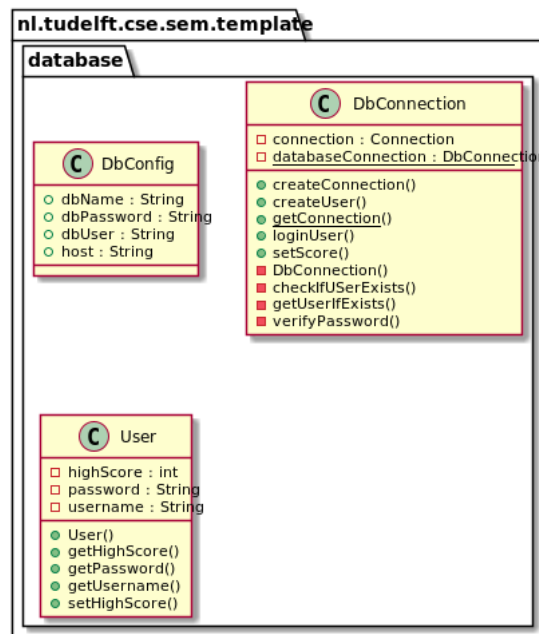 nl.tudelft.cse.sem.template
database
C DbConnection
connection : Connection
databaseConnection : DbConnection
createConnection()
createUser()
getConnection()
loginUser()
setScore()
DbConnection()
checkIfUSerExists()
getUserIfExists()
verifyPassword()
C DbConfig
dbName : String
dbPassword : String
dbUser : String
host : String
C User
highScore : int
password : String
username : String
User()
getHighScore()
getPassword()
getUsername()
setHighScore()